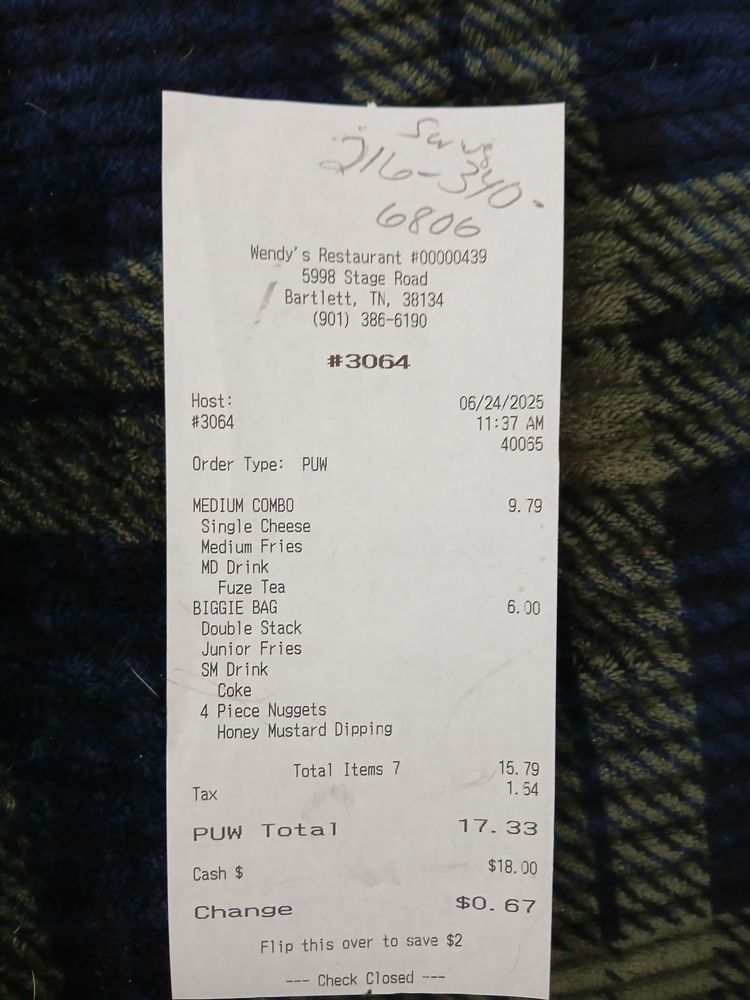 216-340-
6806
Wendy's Restaurant #00000439
5998 Stage Road
Bartlett, TN, 38134
(901) 386-6190
#3064
Host: 06/24/2025
#3064 11:37 AM
40065
Order Type: PUW
MEDIUM COMBO 9.79
Single Cheese
Medium Fries
MD Drink
Fuze Tea
BIGGIE BAG 6.00
Double Stack
Junior Fries
SM Drink
Coke
4 Piece Nuggets
Honey Mustard Dipping
Total Items 7 15.79
Tax 1.54
PUW Total 17.33
Cash $ $18.00
Change $0.67
Flip this over to save $2
--- Check Closed ---